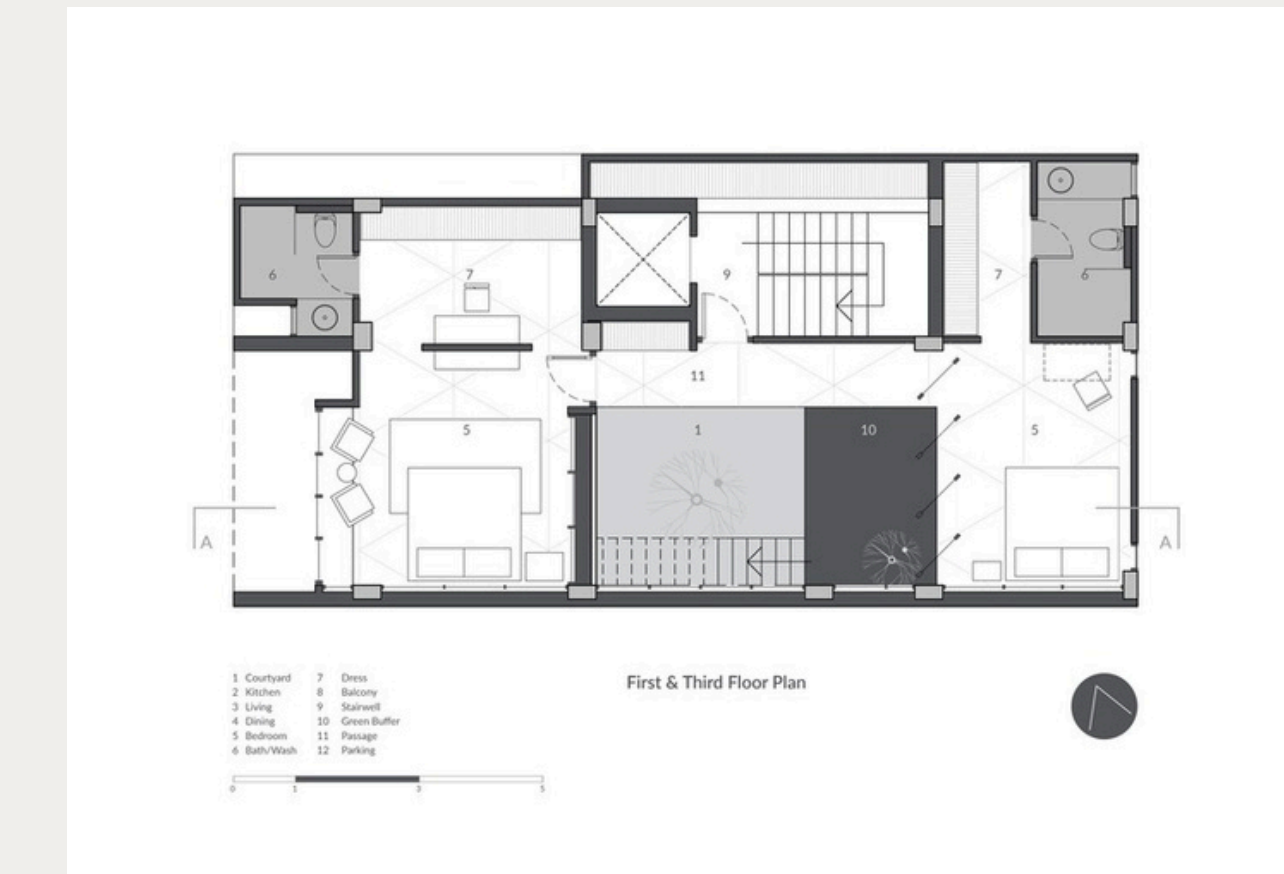 6
7
9
7
6
11
5
1
10
5
A
A
1 Courtyard 7 Dress
2 Kitchen 8 Balcony
3 Living 9 Stairwell
4 Dining 10 Green Buffer
5 Bedroom 11 Passage
6 Bath/Wash 12 Parking
First & Third Floor Plan
0 1 3 5